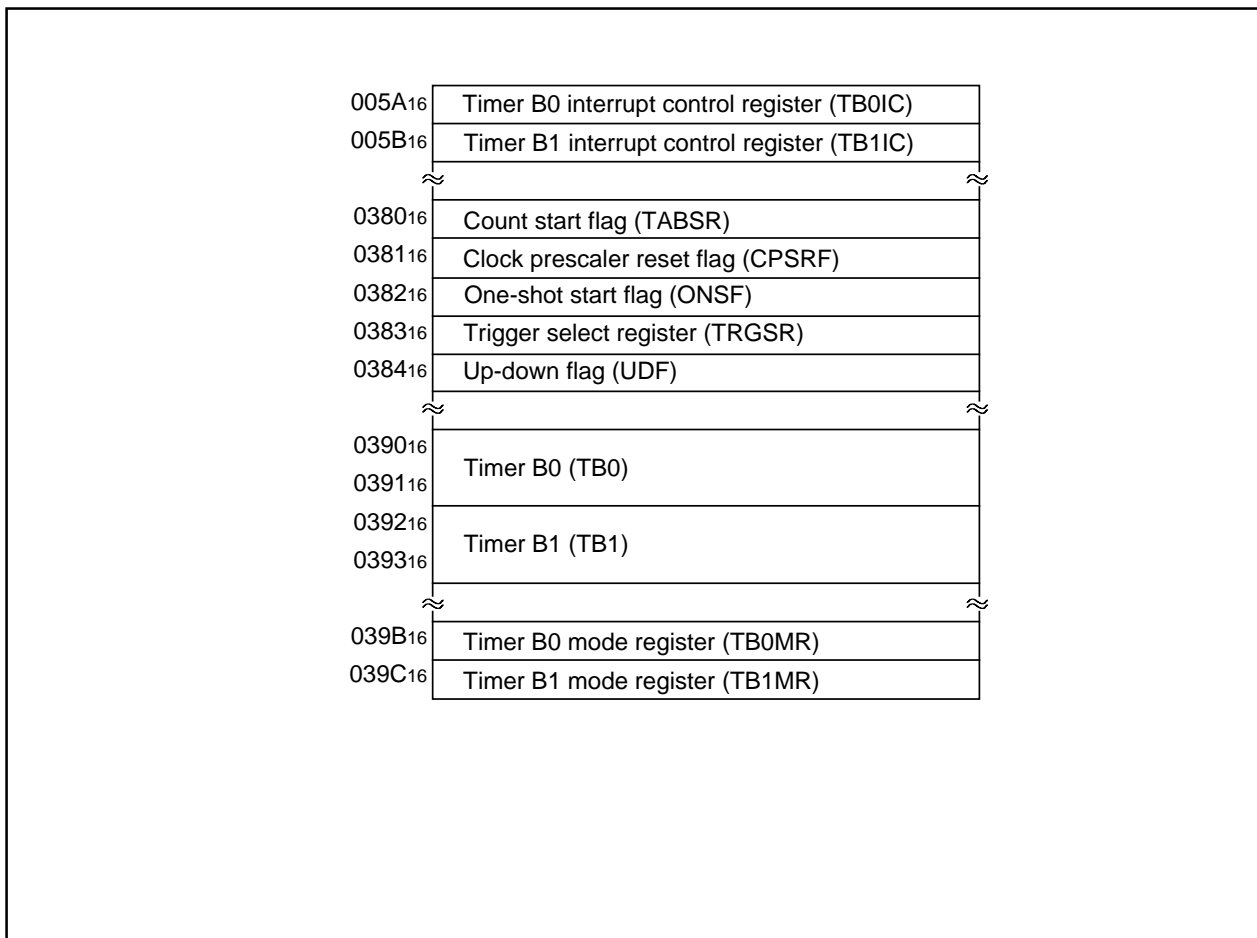 005A16 Timer B0 interrupt control register (TB0IC)
005B16 Timer B1 interrupt control register (TB1IC)
038016 Count start flag (TABSR)
038116 Clock prescaler reset flag (CPSRF)
038216 One-shot start flag (ONSF)
038316 Trigger select register (TRGSR)
038416 Up-down flag (UDF)
039016
Timer B0 (TB0)
039116
039216
Timer B1 (TB1)
039316
039B16 Timer B0 mode register (TB0MR)
039C16 Timer B1 mode register (TB1MR)